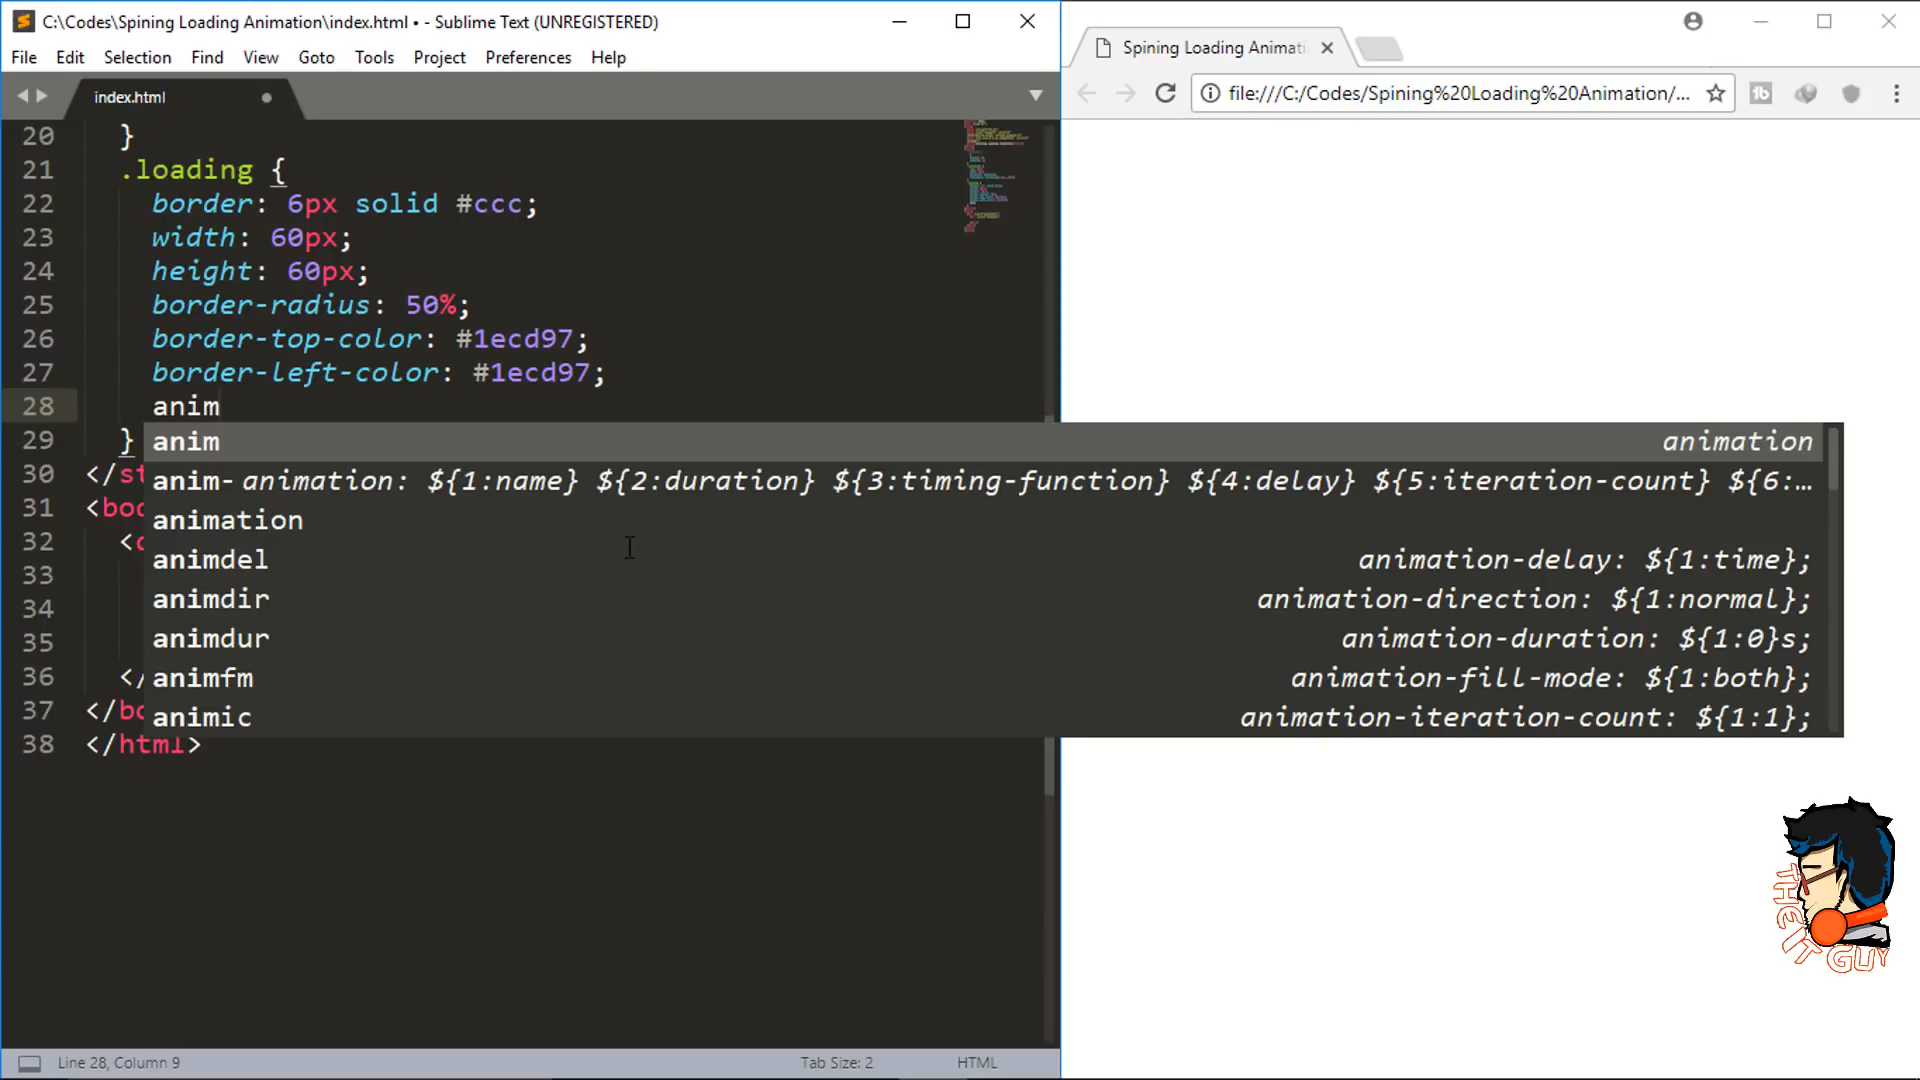 C:\Codes\Spining Loading Animation\index.html • - Sublime Text (UNREGISTERED)
File Edit Selection Find View Goto Tools Project Preferences Help
index.html
20 }
21 .loading {
22 border: 6px solid #ccc;
23 width: 60px;
24 height: 60px;
25 border-radius: 50%;
26 border-top-color: #1ecd97;
27 border-left-color: #1ecd97;
28 anim
29 }
30 </st
31 <bod
32 <d
33
34
35
36 </
37 </bo
38 </html>
anim animation
anim- animation: ${1:name} ${2:duration} ${3:timing-function} ${4:delay} ${5:iteration-count} ${6:…
animation
animdel animation-delay: ${1:time};
animdir animation-direction: ${1:normal};
animdur animation-duration: ${1:0}s;
animfm animation-fill-mode: ${1:both};
animic animation-iteration-count: ${1:1};
Line 28, Column 9 Tab Size: 2 HTML
Spining Loading Animati
file:///C:/Codes/Spining%20Loading%20Animation/...
THE IT GUY